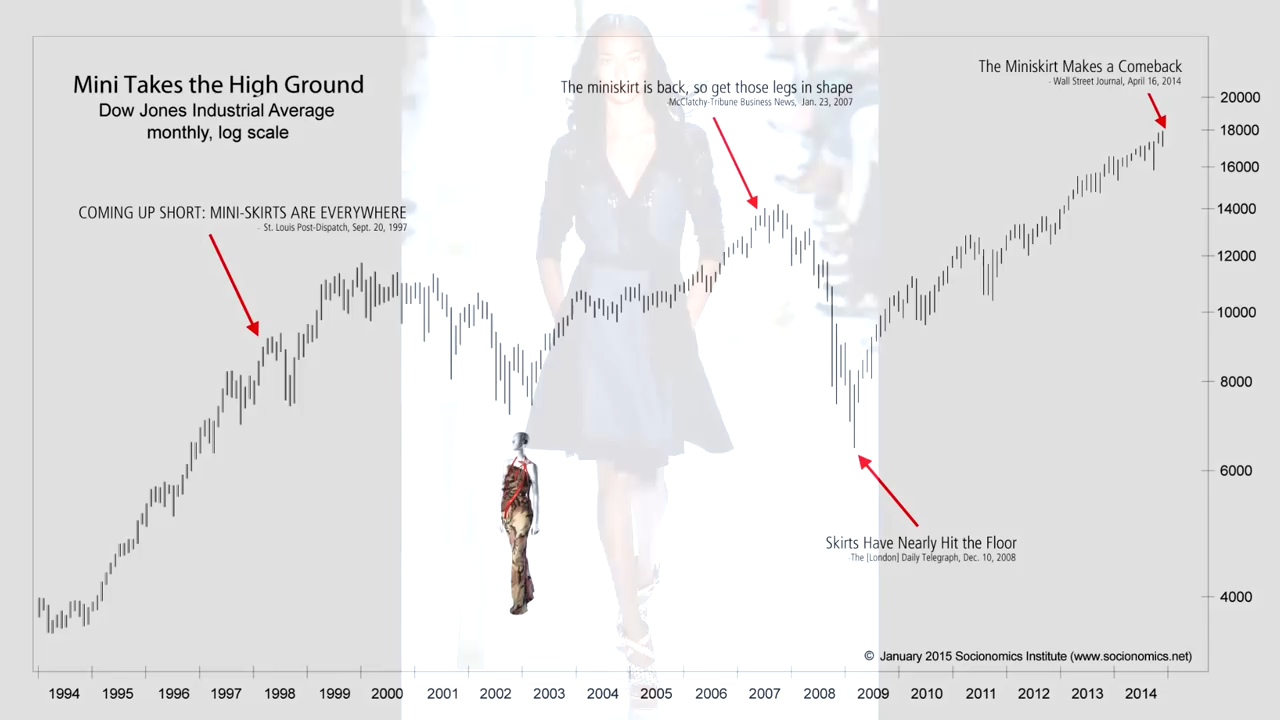 Mini Takes the High Ground
Dow Jones Industrial Average
monthly, log scale
The miniskirt is back, so get those legs in shape
-McClatchy-Tribune Business News, Jan. 23, 2007
The Miniskirt Makes a Comeback
- Wall Street Journal, April 16, 2014
COMING UP SHORT: MINI-SKIRTS ARE EVERYWHERE
- St. Louis Post-Dispatch, Sept. 20, 1997
Skirts Have Nearly Hit the Floor
-The [London] Daily Telegraph, Dec. 10, 2008
20000
18000
16000
14000
12000
10000
8000
6000
4000
© January 2015 Socionomics Institute (www.socionomics.net)
1994 1995 1996 1997 1998 1999 2000 2001 2002 2003 2004 2005 2006 2007 2008 2009 2010 2011 2012 2013 2014